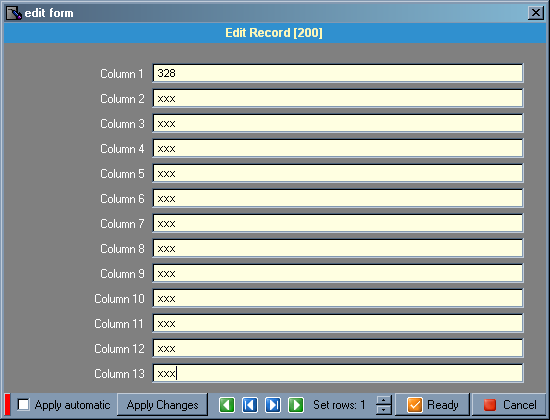 edit form
Edit Record [200]
Column 1 328
Column 2 xxx
Column 3 xxx
Column 4 xxx
Column 5 xxx
Column 6 xxx
Column 7 xxx
Column 8 xxx
Column 9 xxx
Column 10 xxx
Column 11 xxx
Column 12 xxx
Column 13 xxx
Apply automatic Apply Changes Set rows: 1 Ready Cancel